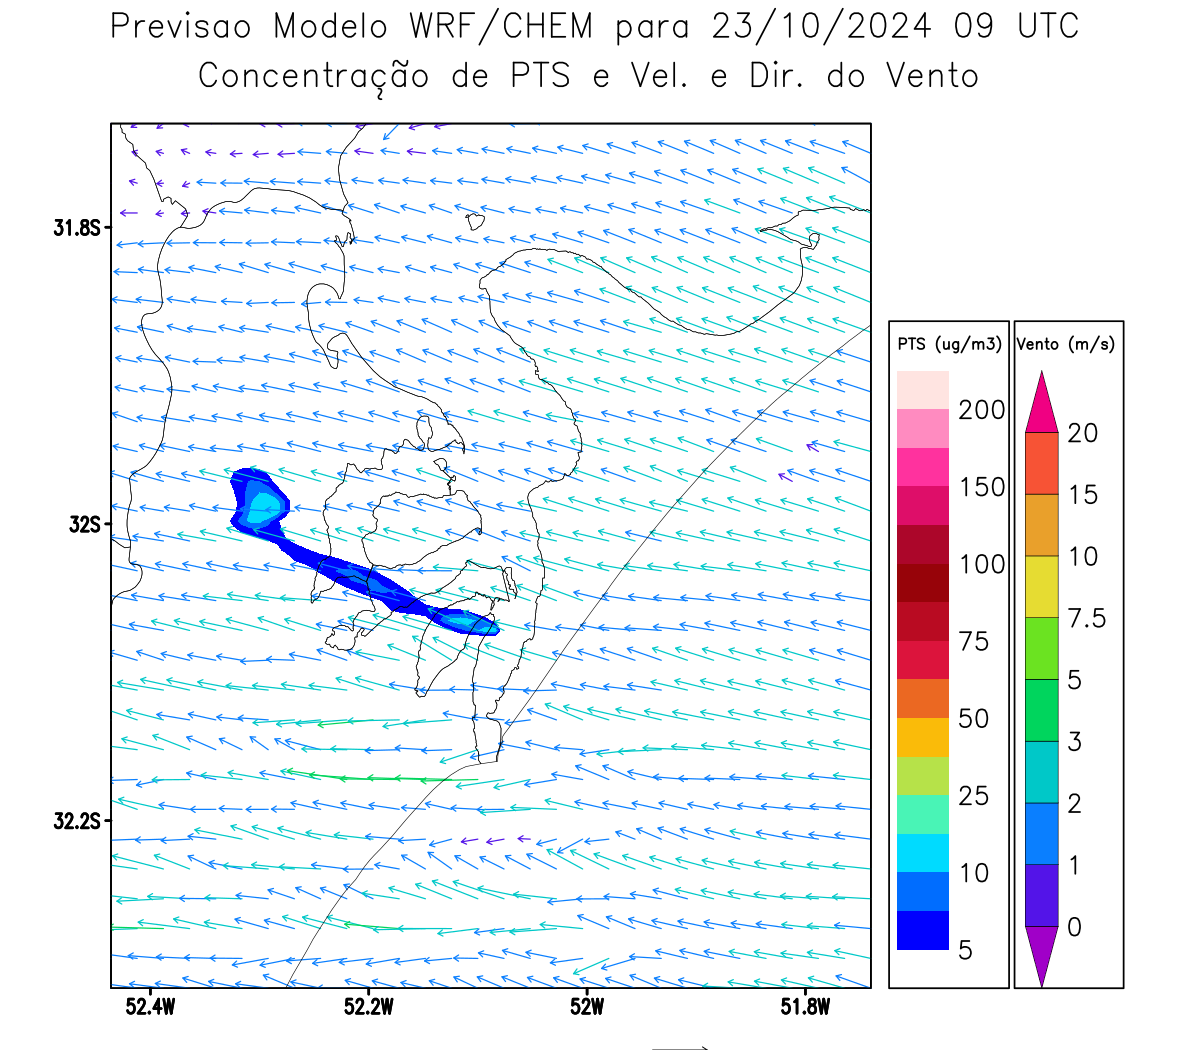 Previsao Modelo WRF/CHEM para 23/10/2024 09 UTC
Concentração de PTS e Vel. e Dir. do Vento
31.8S
32S
32.2S
52.4W 52.2W 52W 51.8W
PTS (ug/m3)
200
150
100
75
50
25
10
5
Vento (m/s)
20
15
10
7.5
5
3
2
1
0